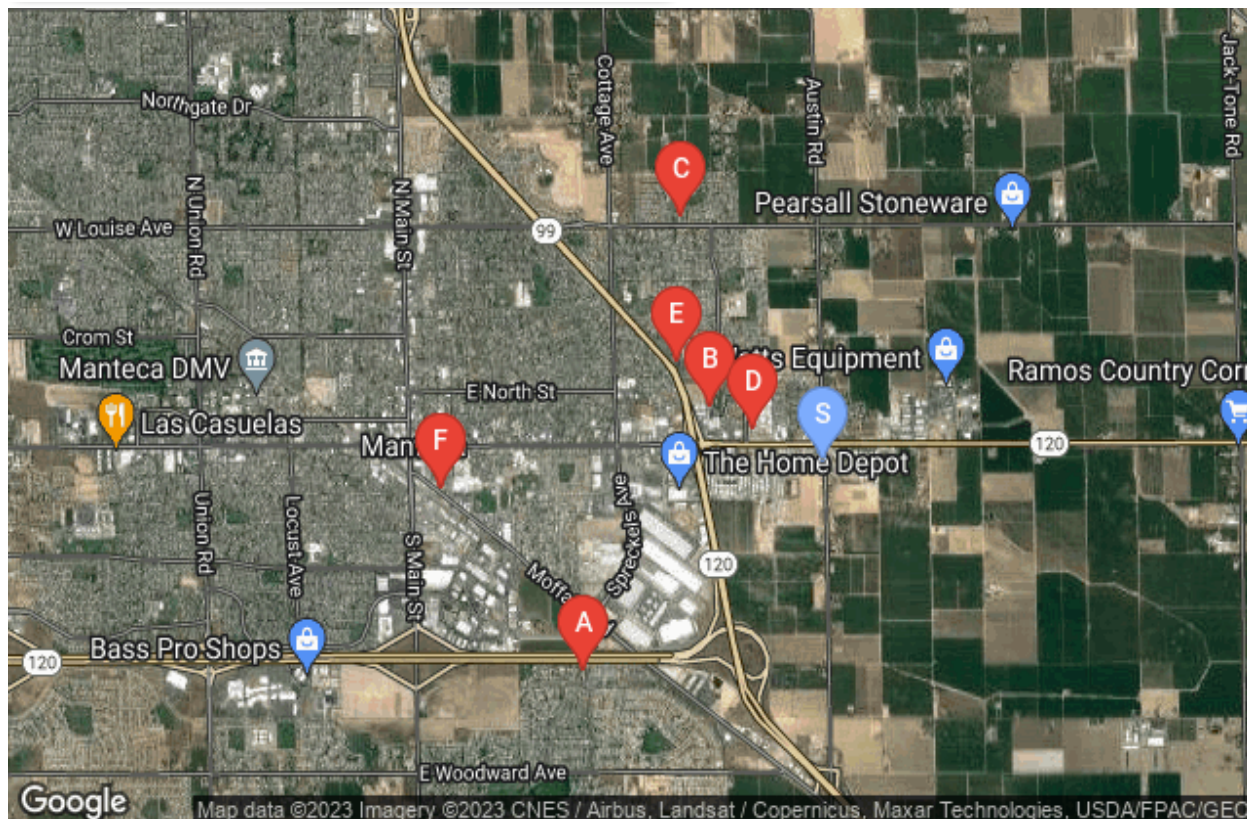 Northgate Dr
Cottage Ave
Austin Rd
Jack-Tone Rd
C
N Union Rd
N Main St
Pearsall Stoneware
W Louise Ave
99
E
Crom St
Manteca DMV
B
Equipment
D
Ramos Country
E North St
S
Las Casuelas
F
120
The Home Depot
Union Rd
Locust Ave
S Main St
Spreckels Ave
120
A
Bass Pro Shops
120
E Woodward Ave
Google
Map data ©2023 Imagery ©2023 CNES / Airbus, Landsat / Copernicus, Maxar Technologies, USDA/FPAC/GEO